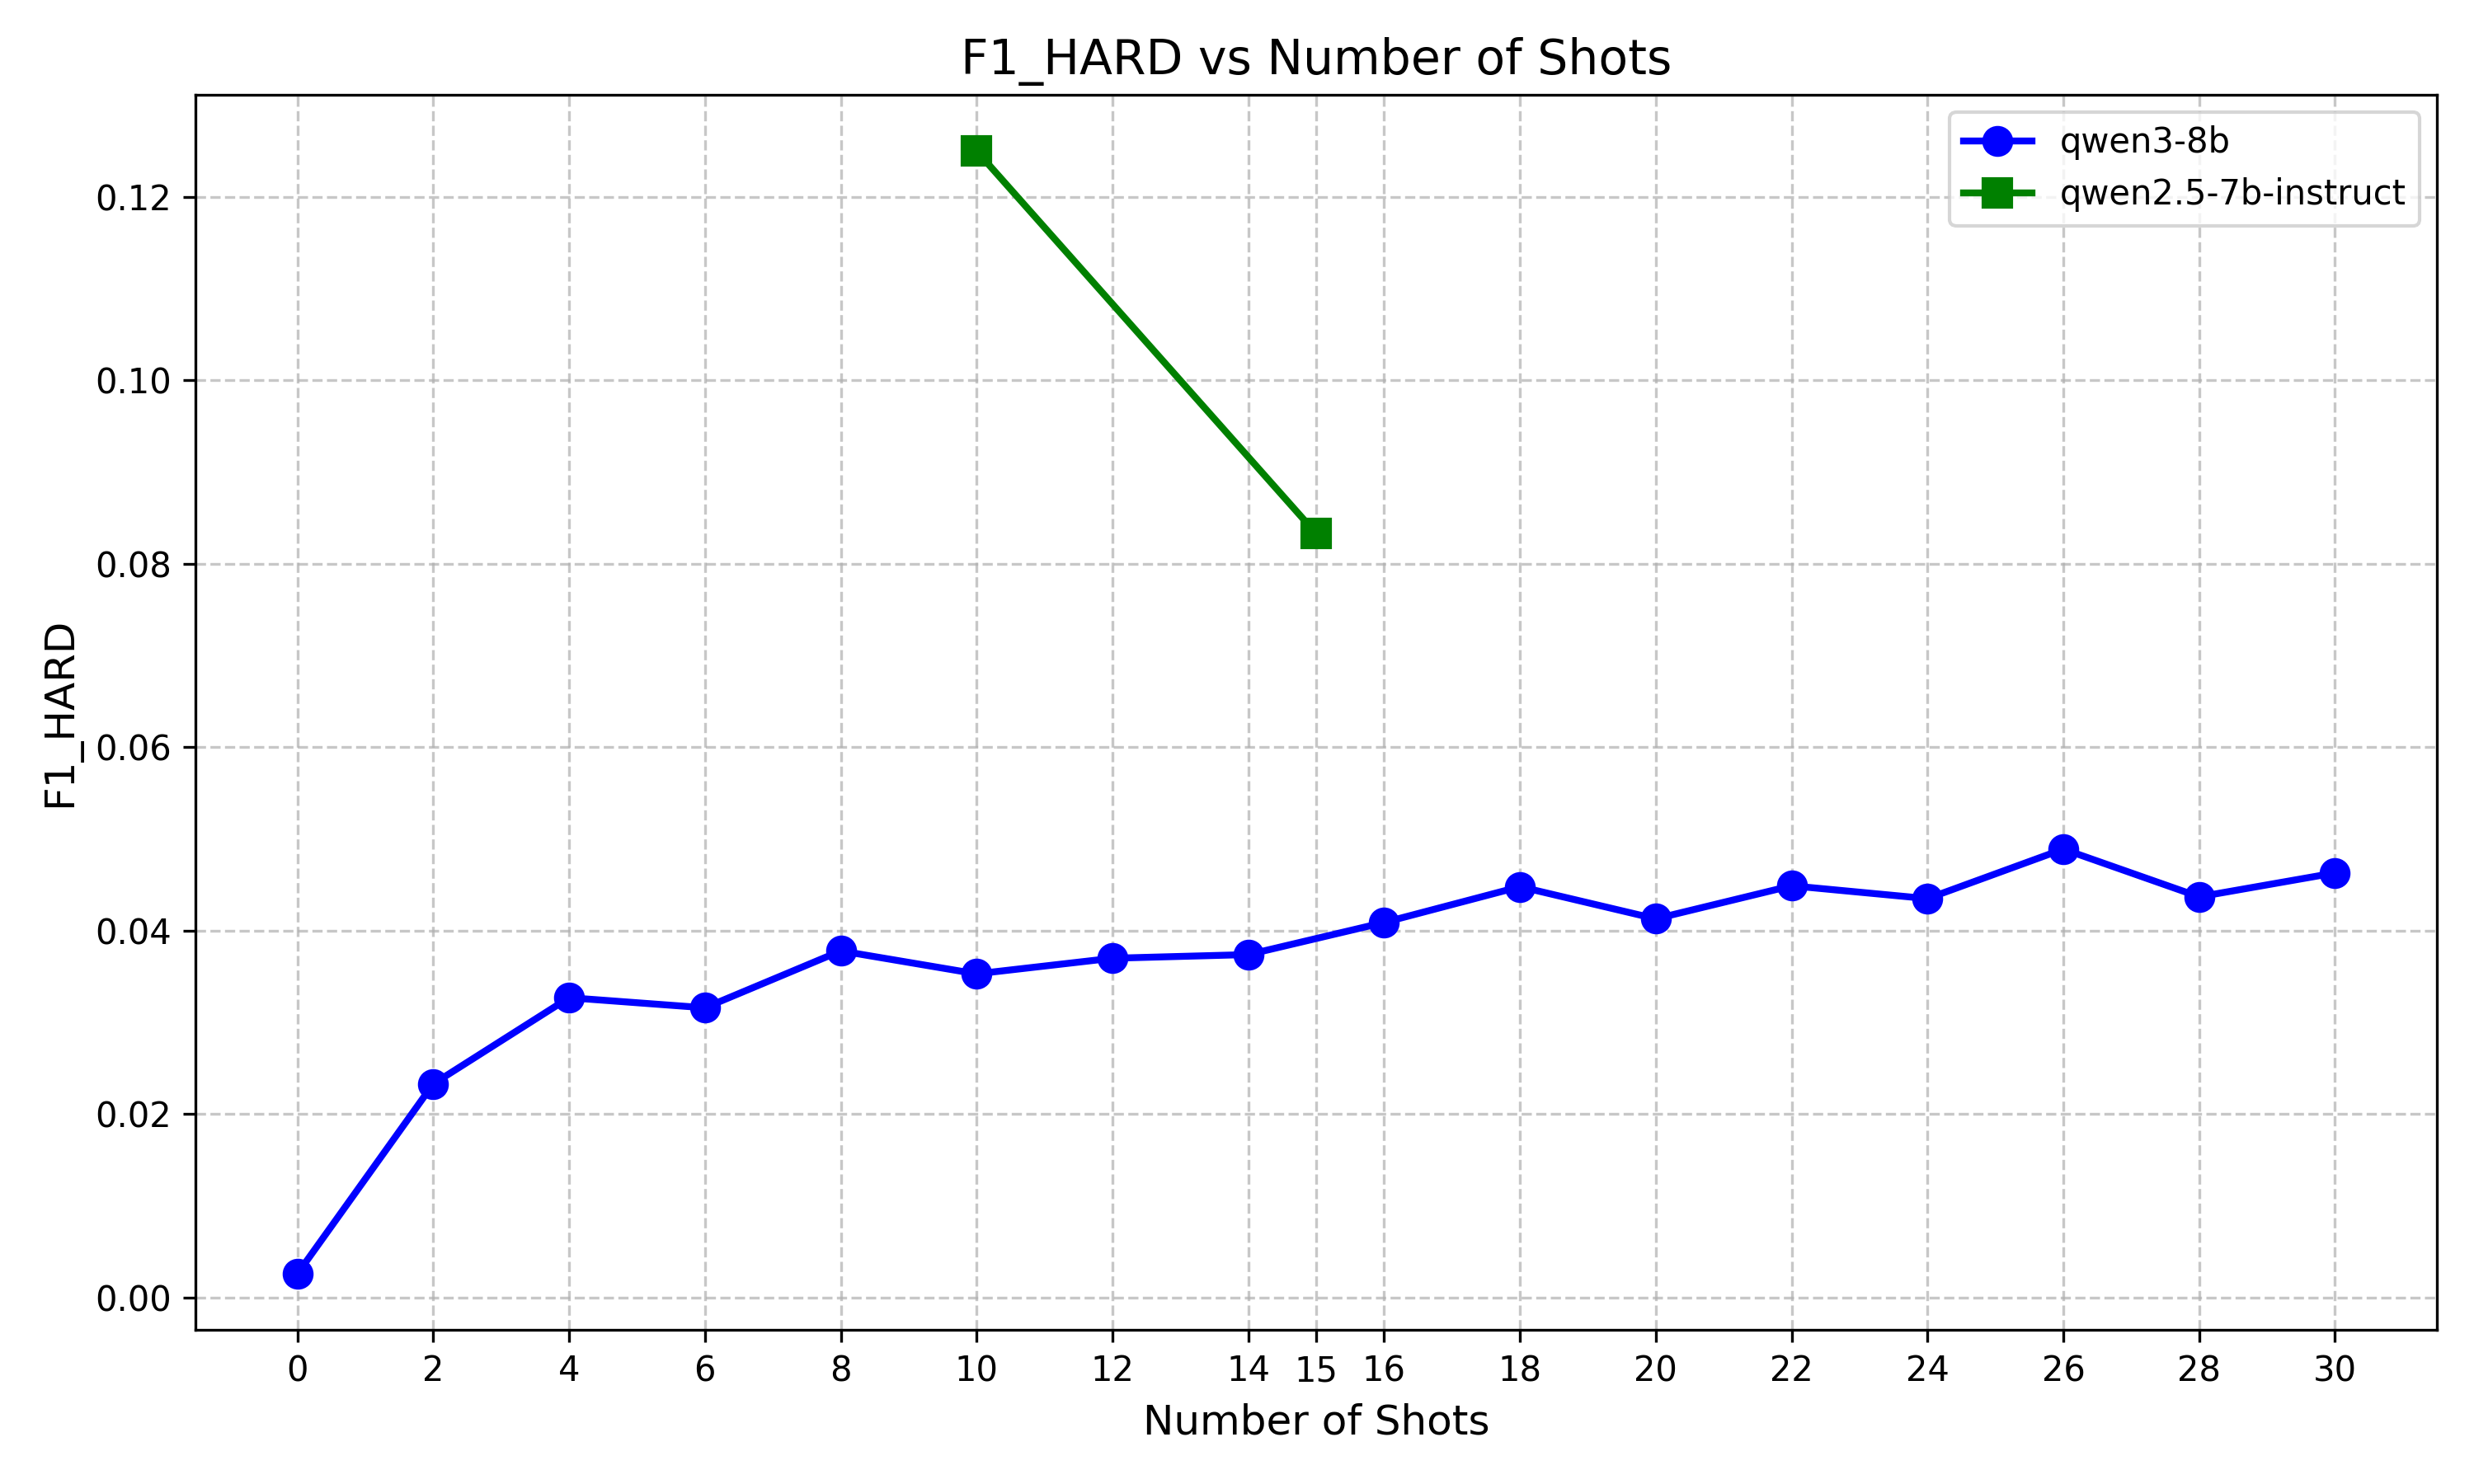 F1_HARD vs Number of Shots
qwen3-8b
qwen2.5-7b-instruct
0.12
0.10
0.08
0.06
0.04
0.02
0.00
F1_HARD
0 2 4 6 8 10 12 14 15 16 18 20 22 24 26 28 30
Number of Shots